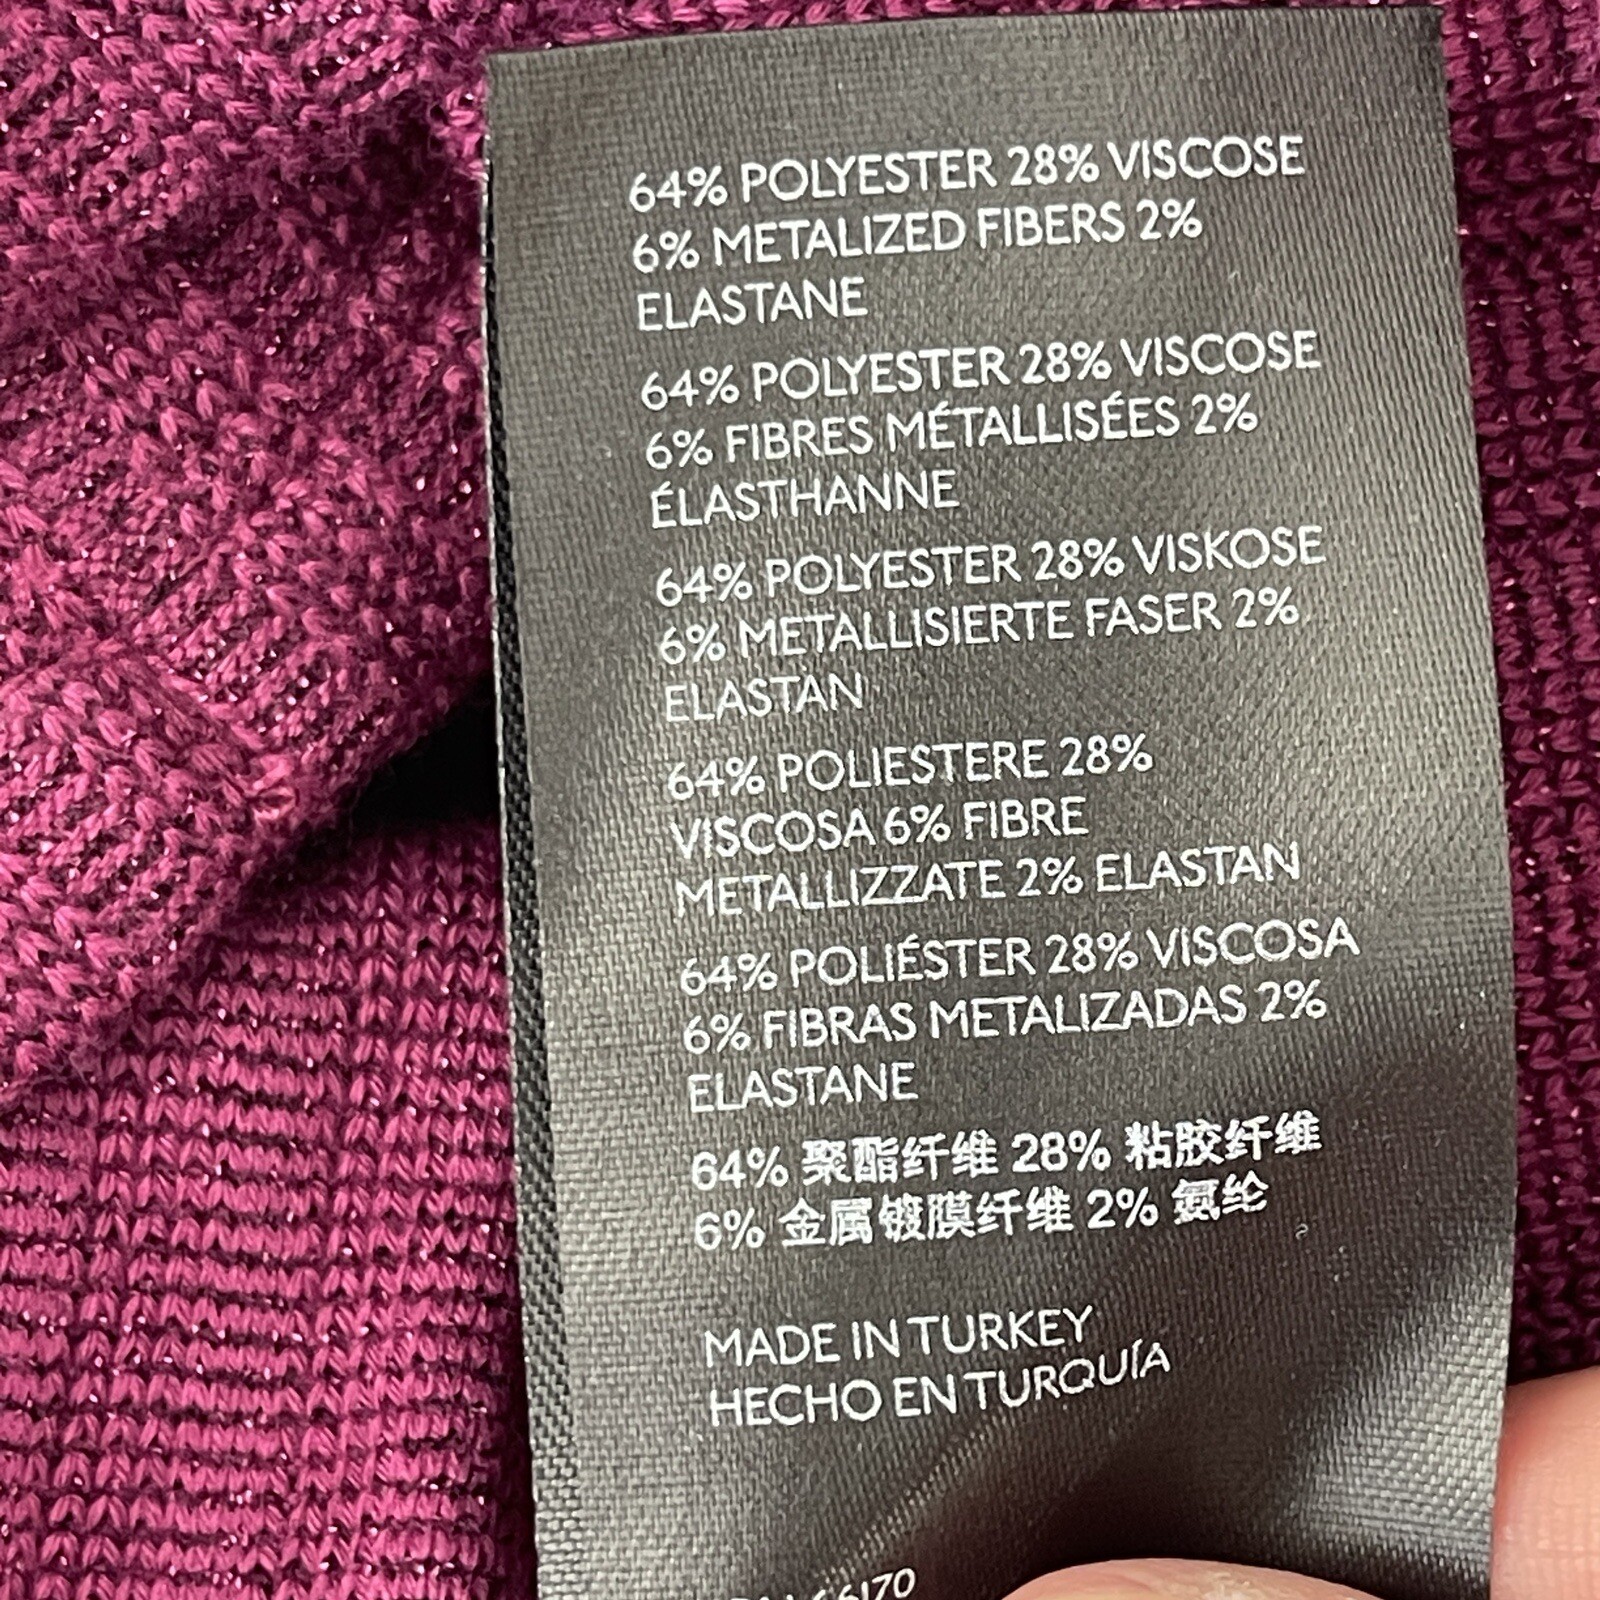 64% POLYESTER 28% VISCOSE
6% METALIZED FIBERS 2%
ELASTANE
64% POLYESTER 28% VISCOSE
6% FIBRES MÉTALLISÉES 2%
ÉLASTHANNE
64% POLYESTER 28% VISKOSE
6% METALLISIERTE FASER 2%
ELASTAN
64% POLIESTERE 28%
VISCOSA 6% FIBRE
METALLIZZATE 2% ELASTAN
64% POLIÉSTER 28% VISCOSA
6% FIBRAS METALIZADAS 2%
ELASTANE
64% 聚酯纤维 28% 粘胶纤维
6% 金属镀膜纤维 2% 氨纶
MADE IN TURKEY
HECHO EN TURQUÍA